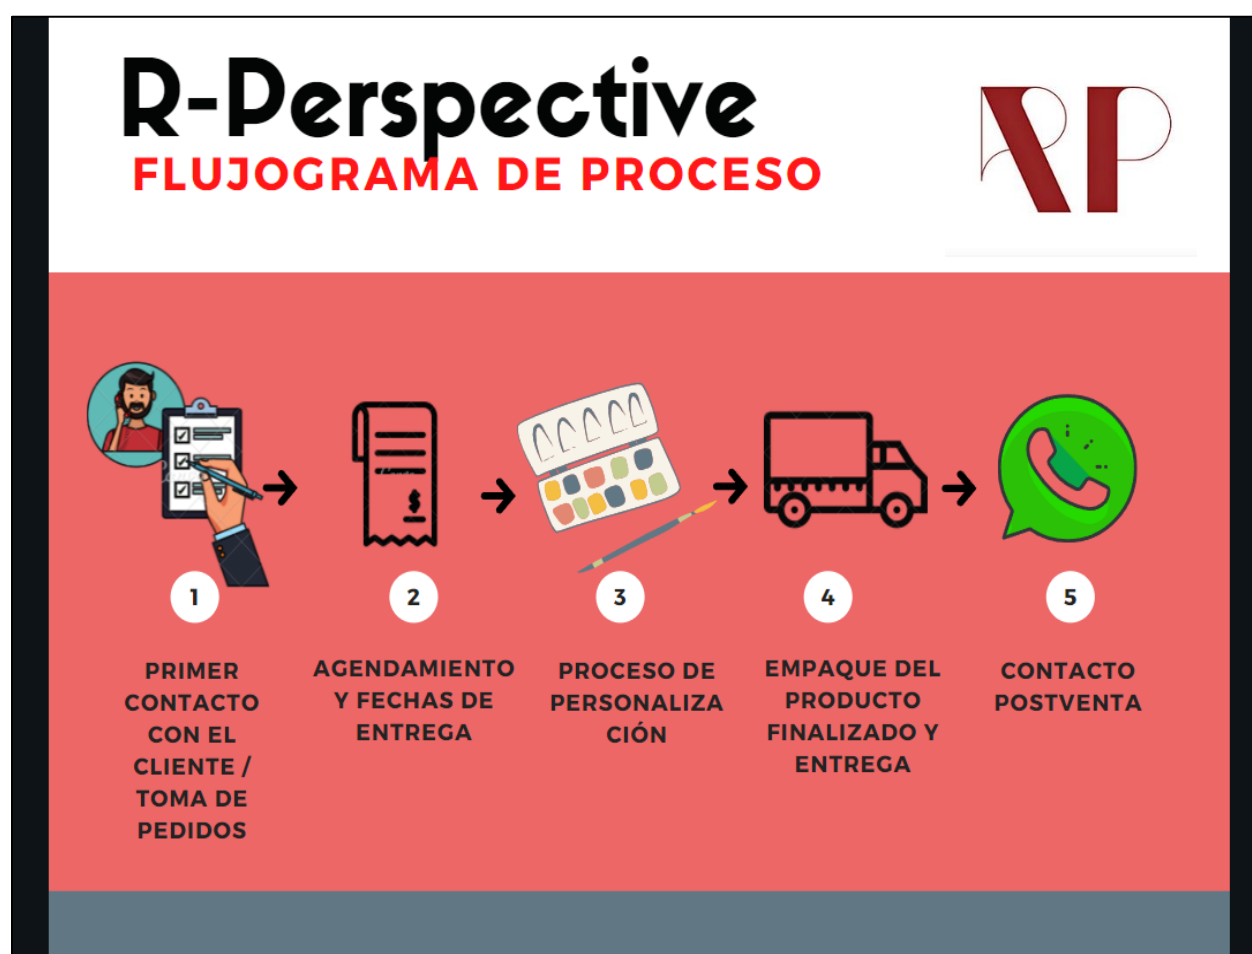 R-Perspective
FLUJOGRAMA DE PROCESO
RP
$
1
PRIMER
CONTACTO
CON EL
CLIENTE /
TOMA DE
PEDIDOS
2
AGENDAMIENTO
Y FECHAS DE
ENTREGA
3
PROCESO DE
PERSONALIZA
CIÓN
4
EMPAQUE DEL
PRODUCTO
FINALIZADO Y
ENTREGA
5
CONTACTO
POSTVENTA